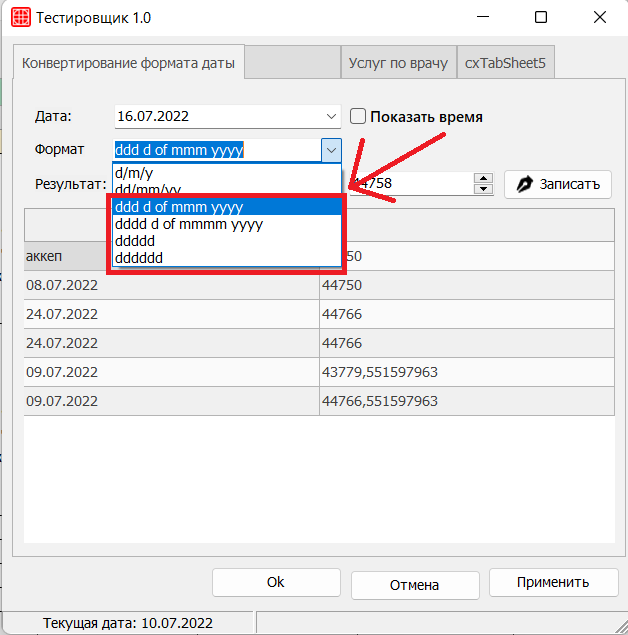 Тестировщик 1.0
Конвертирование формата даты Услуг по врачу cxTabSheet5
Дата: 16.07.2022 Показать время
Формат ddd d of mmm yyyy
d/m/y
Результат: dd/mm/yy 44758 Записать
ddd d of mmm yyyy
dddd d of mmmm yyyy
ddddd
dddddd
аккеп 50
08.07.2022 44750
24.07.2022 44766
24.07.2022 44766
09.07.2022 43779,551597963
09.07.2022 44766,551597963
Ok Отмена Применить
Текущая дата: 10.07.2022